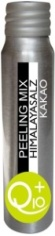 PEELING MIX
HIMALAYASALZ
KAKAO
Q10+